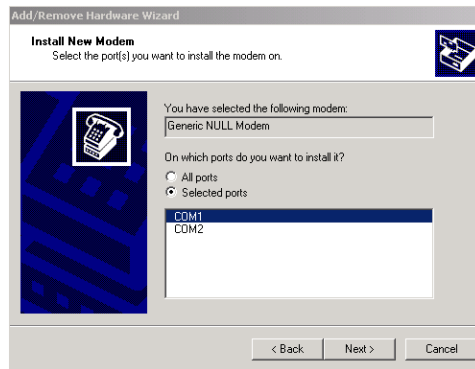 Add/Remove Hardware Wizard
Install New Modem
Select the port(s) you want to install the modem on.
You have selected the following modem:
Generic NULL Modem
On which ports do you want to install it?
All ports
Selected ports
COM1
COM2
< Back
Next >
Cancel